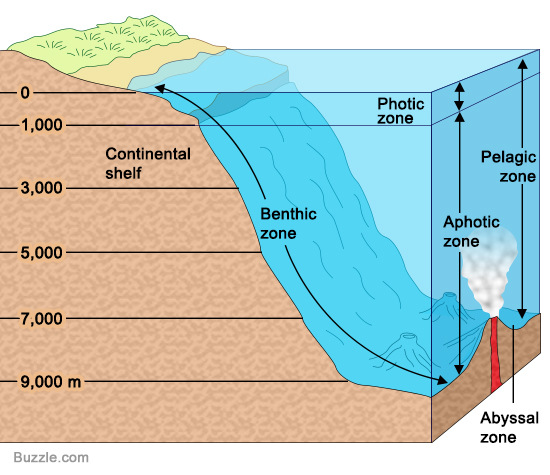 0
1,000
3,000
5,000
7,000
9,000 m
Continental
shelf
Benthic
zone
Photic
zone
Aphotic
zone
Pelagic
zone
Abyssal
zone
Buzzle.com